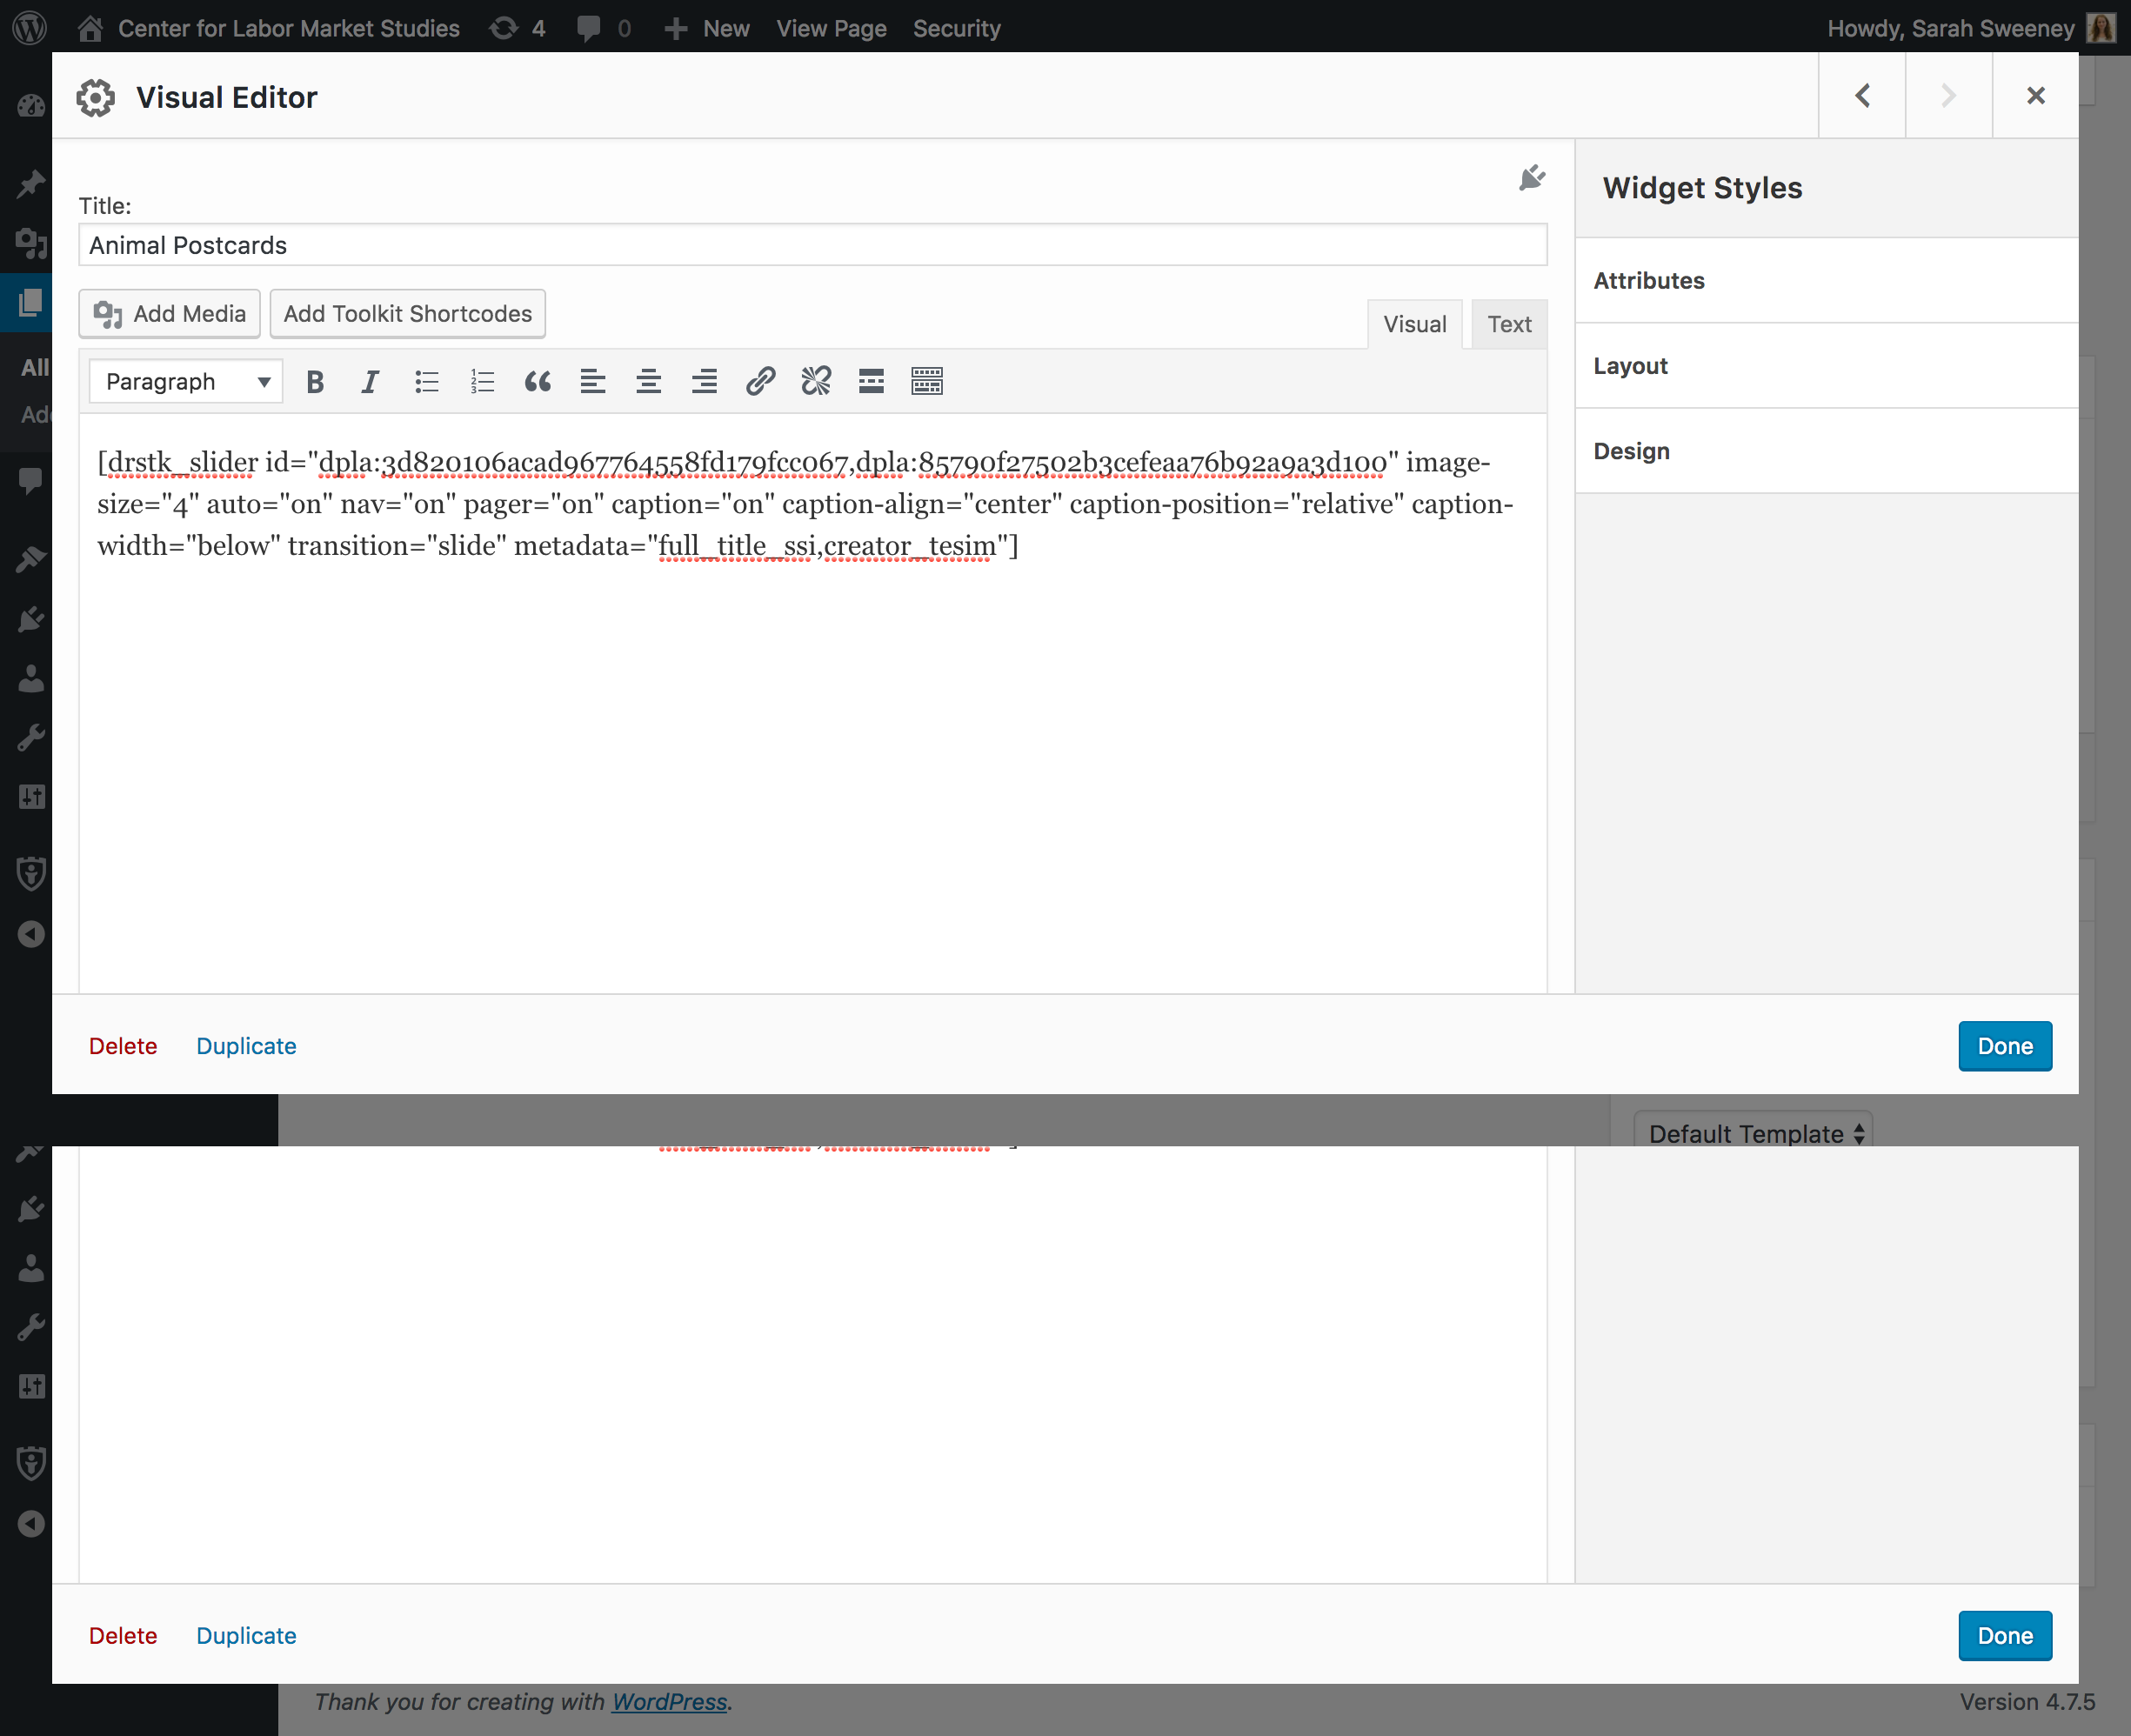 Center for Labor Market Studies 4 0 New View Page Security Howdy, Sarah Sweeney
Visual Editor
Widget Styles
Title:
Animal Postcards
Attributes
Add Media Add Toolkit Shortcodes
Visual Text
Layout
All
Paragraph
Design
[drstk_slider id="dpla:3d820106acad967764558fd179fcc067,dpla:85790f27502b3cefeaa76b92a9a3d100" image-
size="4" auto="on" nav="on" pager="on" caption="on" caption-align="center" caption-position="relative" caption-
width="below" transition="slide" metadata="full_title_ssi,creator_tesim"]
Delete Duplicate Done
Default Template
Delete Duplicate Done
Thank you for creating with WordPress. Version 4.7.5